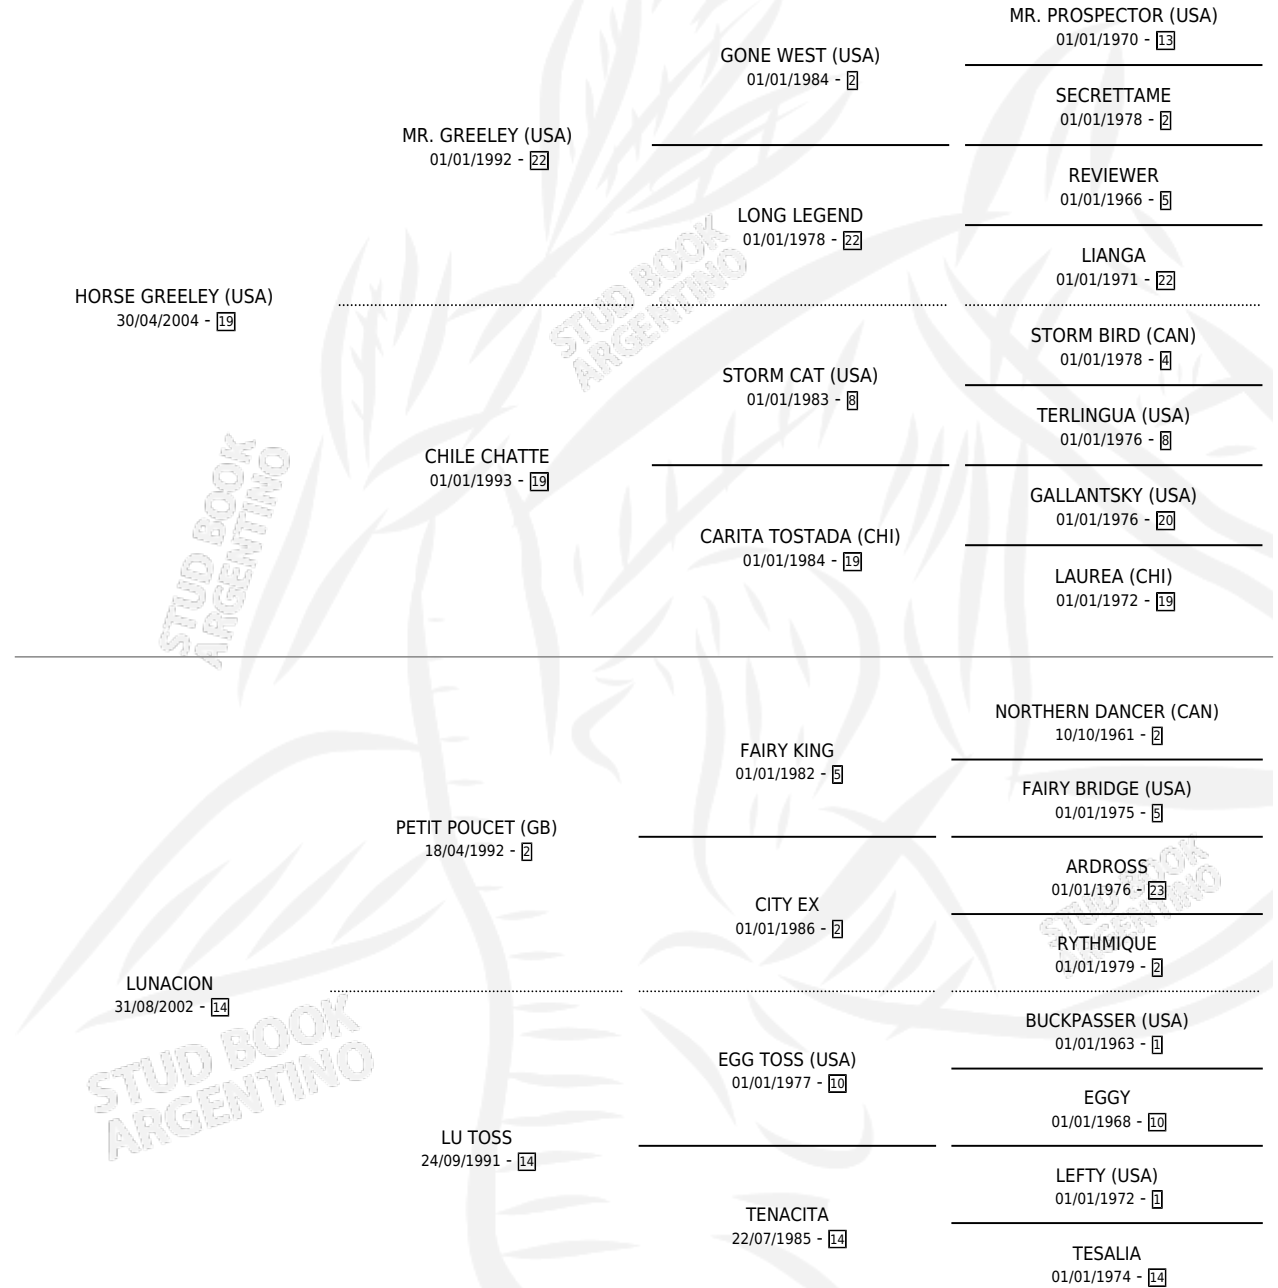 MR. PROSPECTOR (USA)
01/01/1970 - 13
GONE WEST (USA)
01/01/1984 - 2
SECRETTAME
01/01/1978 - 2
MR. GREELEY (USA)
01/01/1992 - 22
REVIEWER
01/01/1966 - 5
LONG LEGEND
01/01/1978 - 22
LIANGA
01/01/1971 - 22
HORSE GREELEY (USA)
30/04/2004 - 19
STUD BOOK
ARGENTINO
STORM BIRD (CAN)
01/01/1978 - 4
STORM CAT (USA)
01/01/1983 - 8
TERLINGUA (USA)
01/01/1976 - 8
CHILE CHATTE
01/01/1993 - 19
GALLANTSKY (USA)
01/01/1976 - 20
CARITA TOSTADA (CHI)
01/01/1984 - 19
LAUREA (CHI)
01/01/1972 - 19
STUD BOOK
ARGENTINO
NORTHERN DANCER (CAN)
10/10/1961 - 2
FAIRY KING
01/01/1982 - 5
FAIRY BRIDGE (USA)
01/01/1975 - 5
PETIT POUCET (GB)
18/04/1992 - 2
ARDROSS
01/01/1976 - 23
CITY EX
01/01/1986 - 2
STUD BOOK
ARGENTINO
RYTHMIQUE
01/01/1979 - 2
LUNACION
31/08/2002 - 14
STUD BOOK
ARGENTINO
BUCKPASSER (USA)
01/01/1963 - 1
EGG TOSS (USA)
01/01/1977 - 10
EGGY
01/01/1968 - 10
LU TOSS
24/09/1991 - 14
LEFTY (USA)
01/01/1972 - 1
TENACITA
22/07/1985 - 14
TESALIA
01/01/1974 - 14